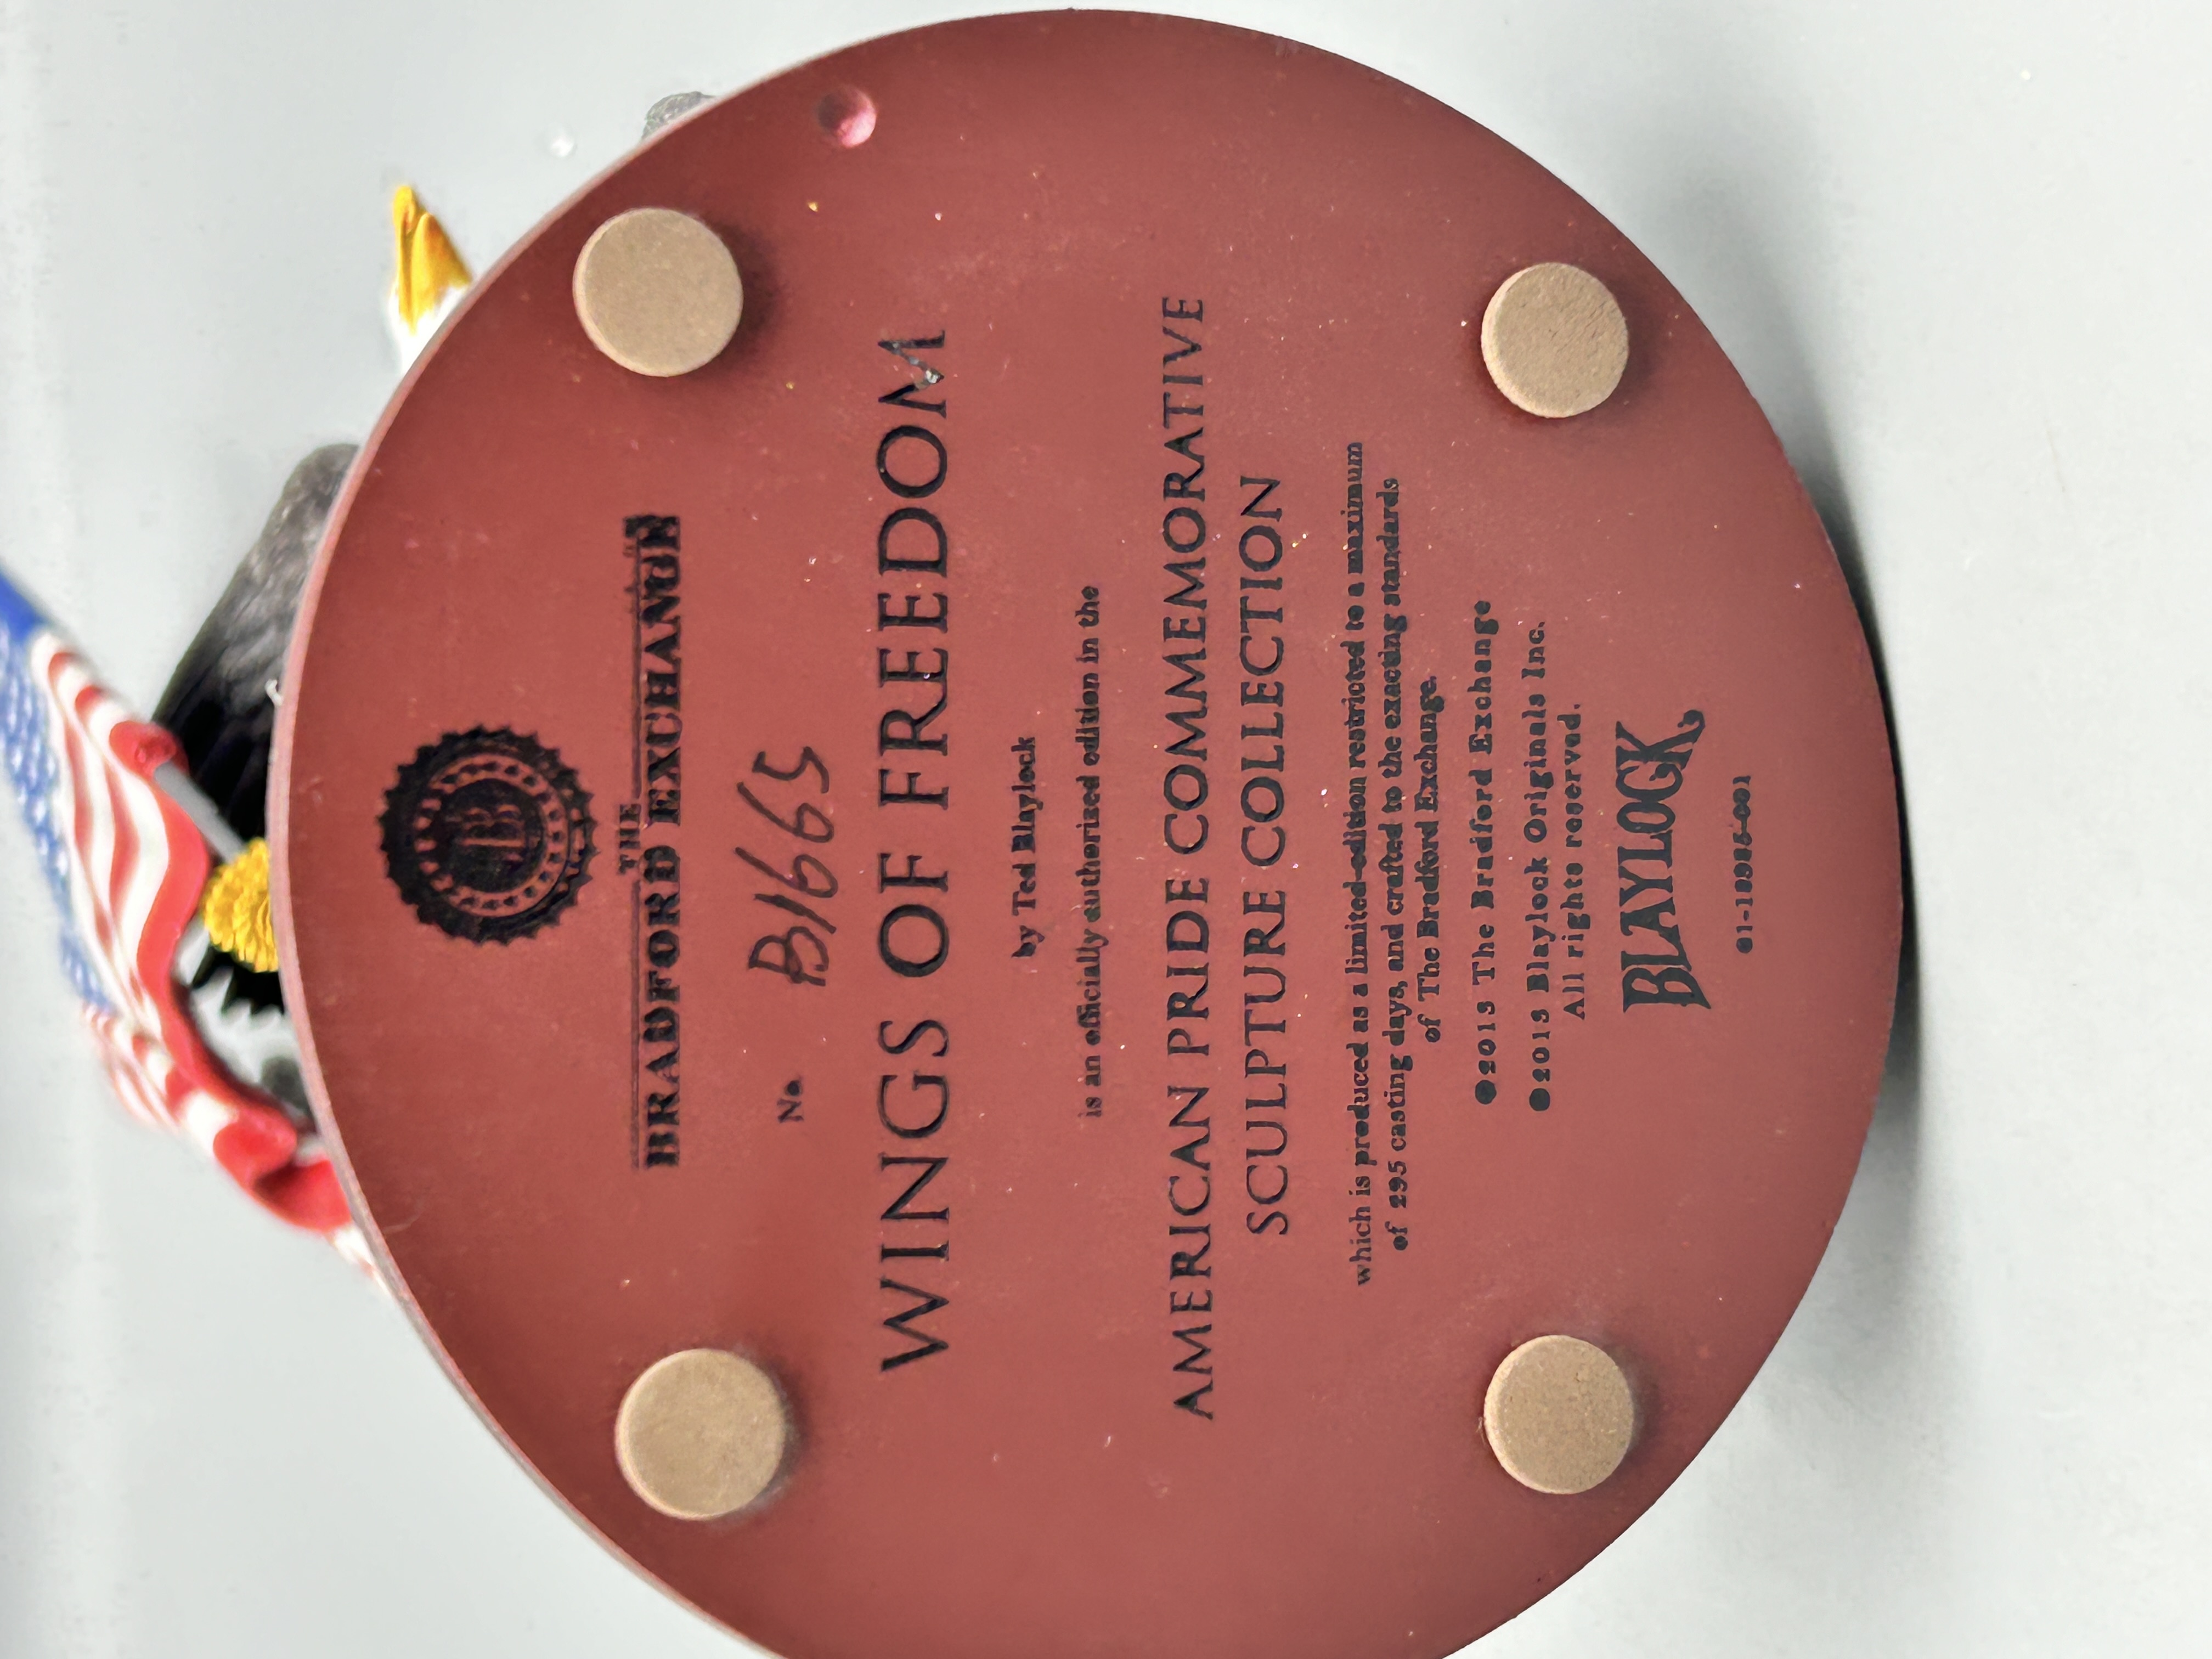 B
THE
BRADFORD EXCHANGE
No. B1665
WINGS OF FREEDOM
by Ted Blaylock
is an officially authorized edition in the
AMERICAN PRIDE COMMEMORATIVE
SCULPTURE COLLECTION
which is produced as a limited-edition restricted to a maximum
of 295 casting days, and crafted to the exacting standards
of The Bradford Exchange.
©2013 The Bradford Exchange
©2013 Blaylock Originals Inc.
All rights reserved.
BLAYLOCK